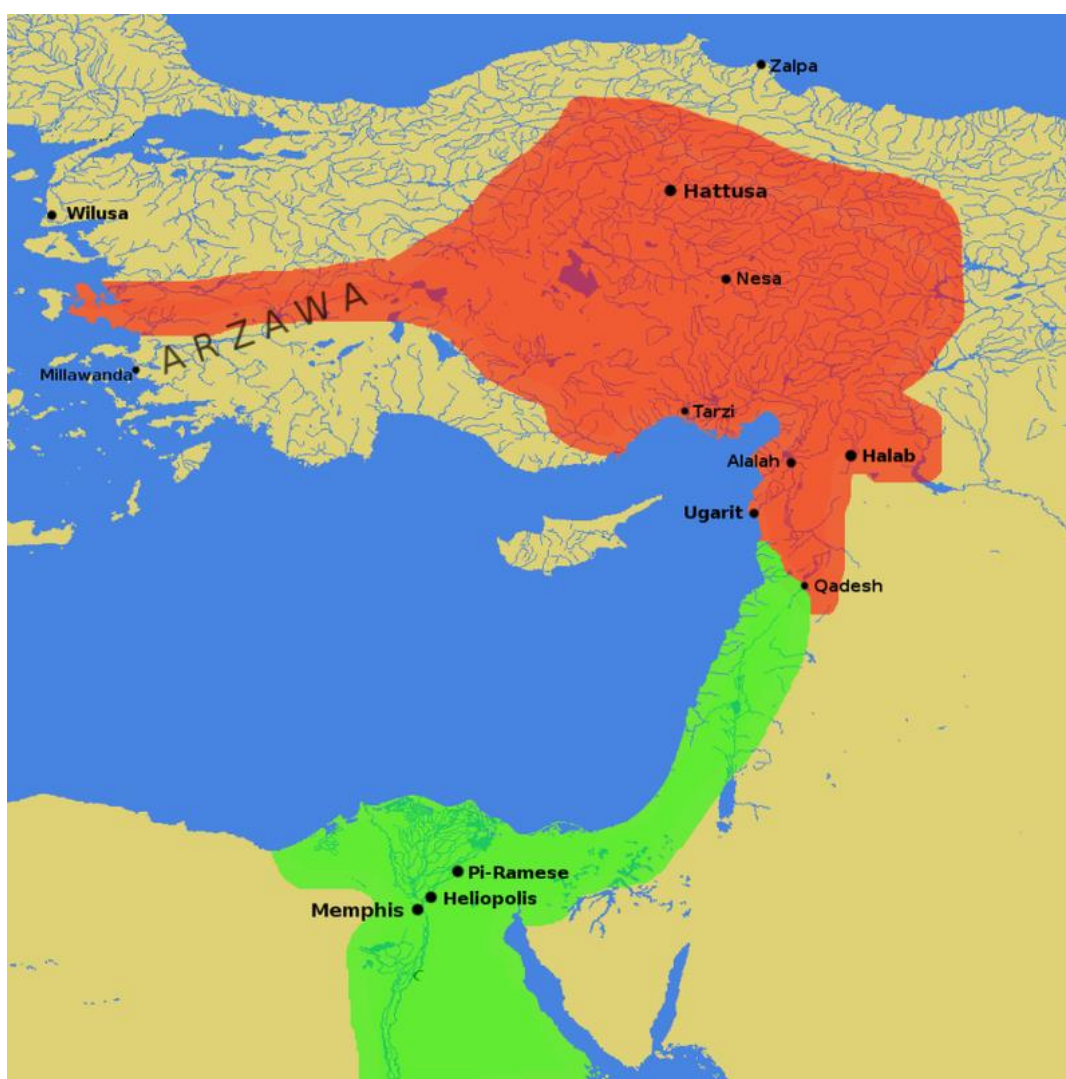 Zalpa
Hattusa
Wilusa
Nesa
ARZAWA
Millawanda
Tarzi
Alalah
Halab
Ugarit
Qadesh
Pi-Ramese
Heliopolis
Memphis